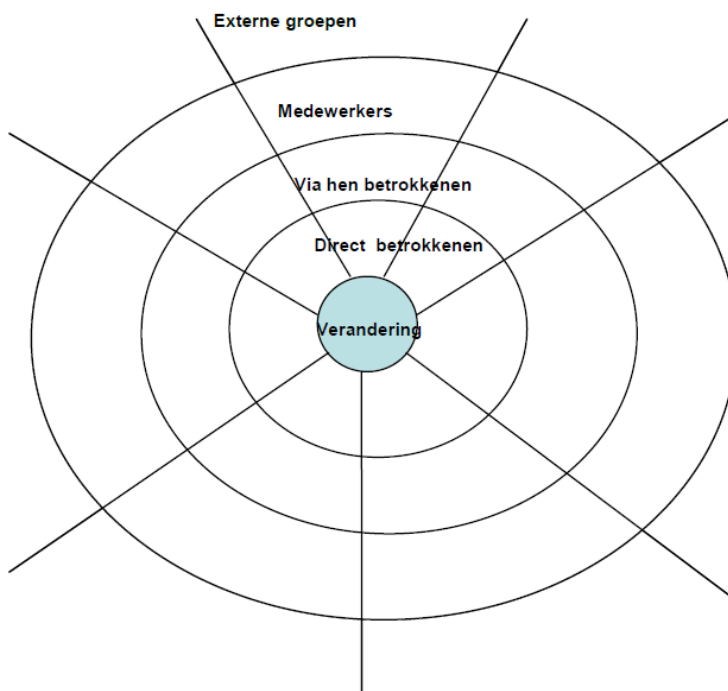 Externe groepen
Medewerkers
Via hen betrokkenen
Direct betrokkenen
Verandering